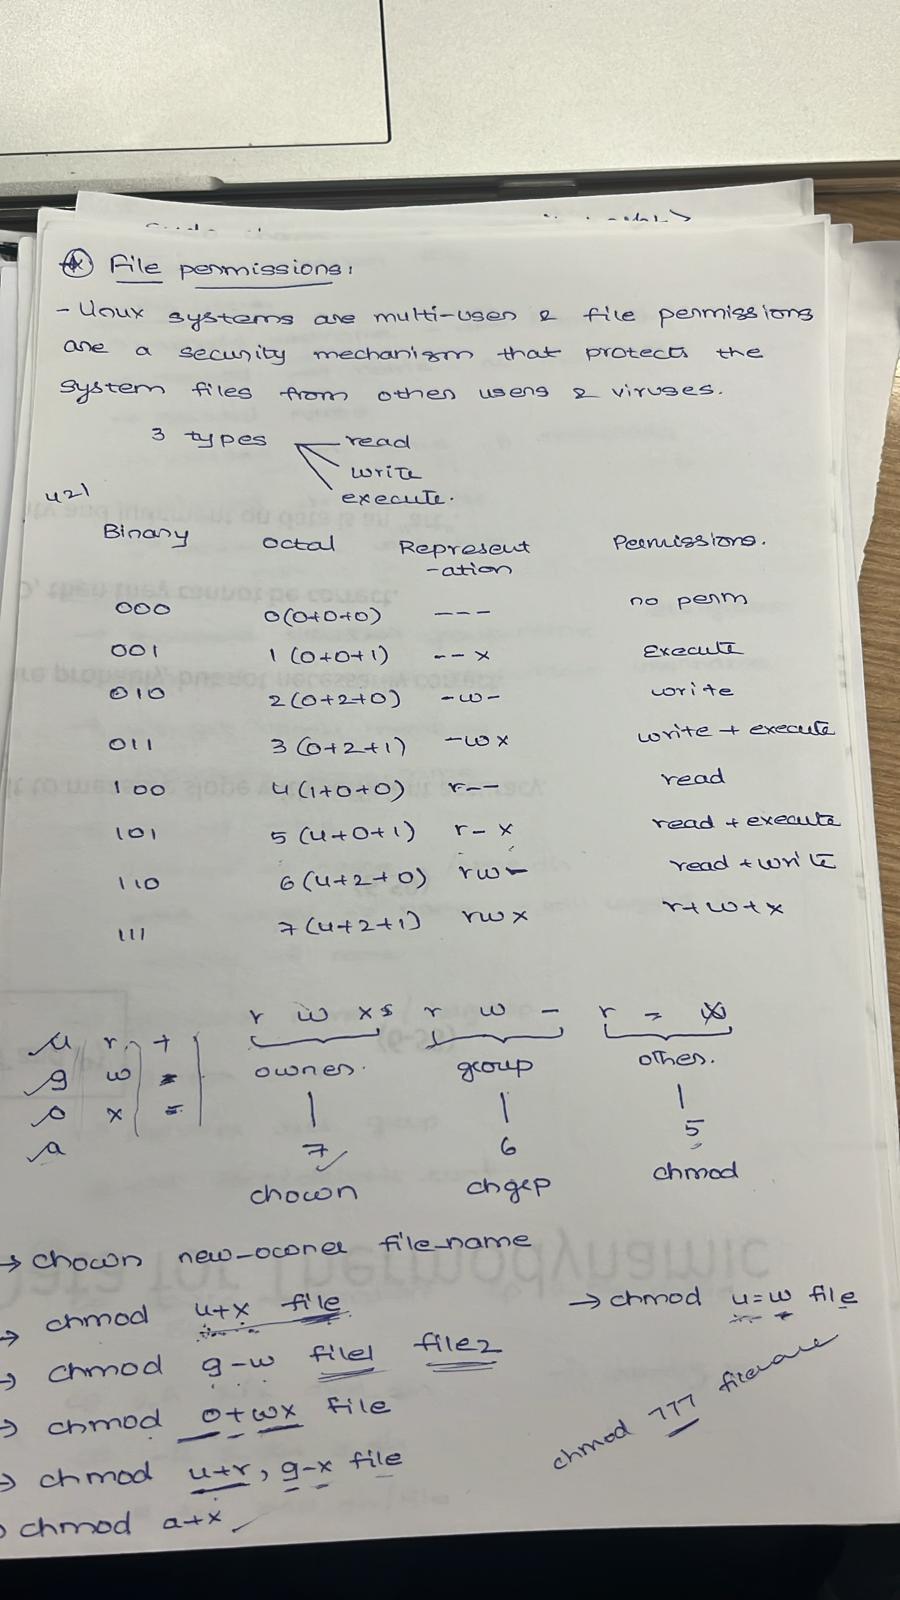 File permissions:
- Unix systems are multi-user & file permissions
are a security mechanism that protects the
system files from other users & viruses.
3 types read
write
execute.
421
Binary Octal Represent Permissions.
-ation
000 0(0+0+0) --- no perm
001 1(0+0+1) --x Execute
010 2(0+2+0) -w- write
011 3(0+2+1) -wx write + execute
100 4(1+0+0) r-- read
101 5(4+0+1) r-x read + execute
110 6(4+2+0) rw- read + write
111 7(4+2+1) rwx r+w+x
r w x s r w - r - x
u r +
g w -
o x =
a
owner. group other.
7 6 5
chown chgrp chmod
→ chown new-owner file-name
→ chmod u+x file → chmod u=w file
→ chmod g-w file1 file2
→ chmod o+wx file
chmod 777 filename
→ chmod u+r, g-x file
chmod a+x
Data for Thermodynamic